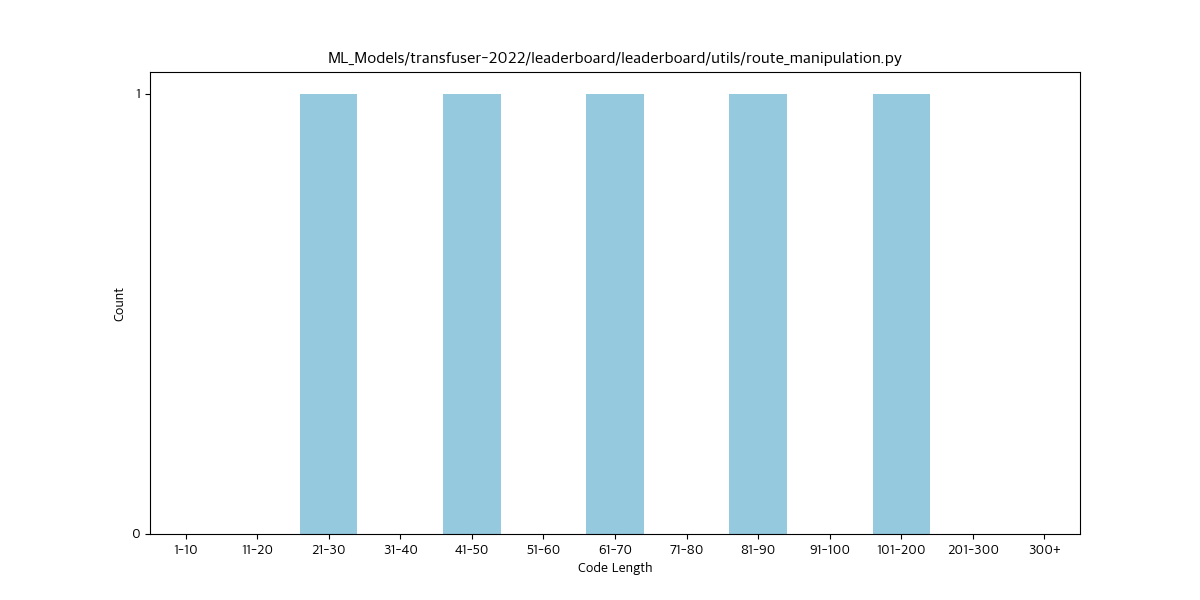 ML_Models/transfuser-2022/leaderboard/leaderboard/utils/route_manipulation.py
1
Count
0
1-10 11-20 21-30 31-40 41-50 51-60 61-70 71-80 81-90 91-100 101-200 201-300 300+
Code Length